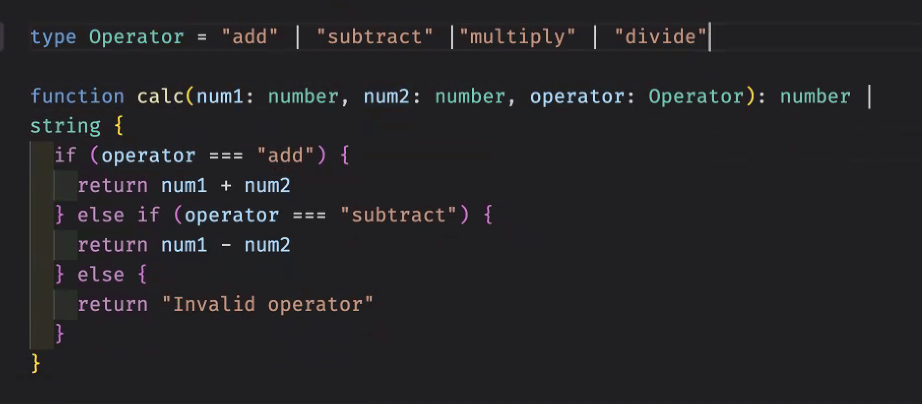 type Operator = "add" | "subtract" |"multiply" | "divide"
function calc(num1: number, num2: number, operator: Operator): number |
string {
if (operator === "add") {
return num1 + num2
} else if (operator === "subtract") {
return num1 - num2
} else {
return "Invalid operator"
}
}